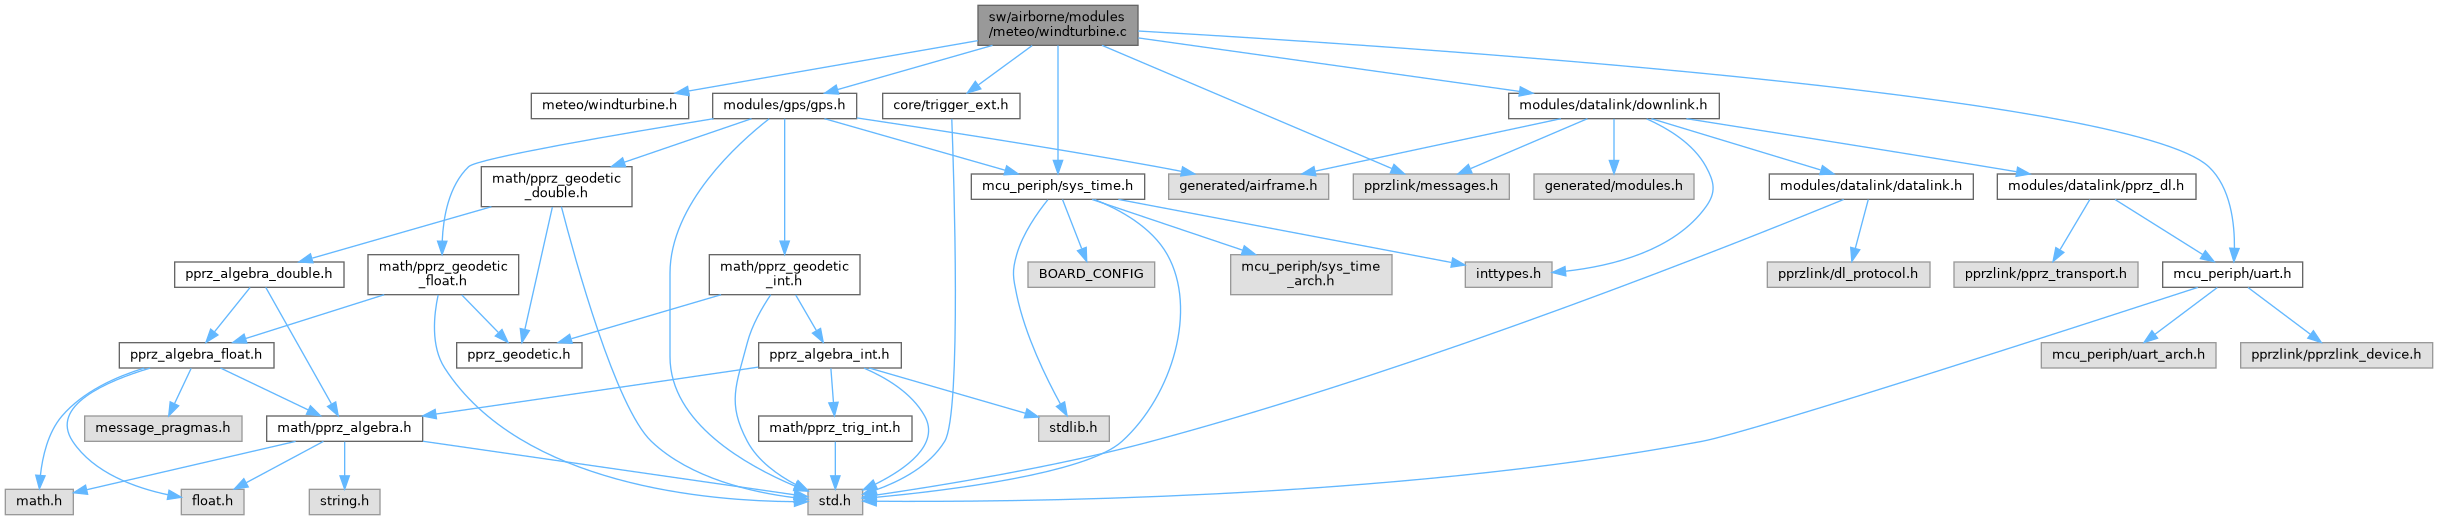 sw/airborne/modules
/meteo/windturbine.c
meteo/windturbine.h
modules/gps/gps.h
core/trigger_ext.h
modules/datalink/downlink.h
math/pprz_geodetic
_double.h
mcu_periph/sys_time.h
generated/airframe.h
pprzlink/messages.h
generated/modules.h
modules/datalink/datalink.h
modules/datalink/pprz_dl.h
pprz_algebra_double.h
math/pprz_geodetic
_float.h
math/pprz_geodetic
_int.h
BOARD_CONFIG
mcu_periph/sys_time
_arch.h
inttypes.h
pprzlink/dl_protocol.h
pprzlink/pprz_transport.h
mcu_periph/uart.h
pprz_algebra_float.h
pprz_geodetic.h
pprz_algebra_int.h
mcu_periph/uart_arch.h
pprzlink/pprzlink_device.h
message_pragmas.h
math/pprz_algebra.h
math/pprz_trig_int.h
stdlib.h
math.h
float.h
string.h
std.h